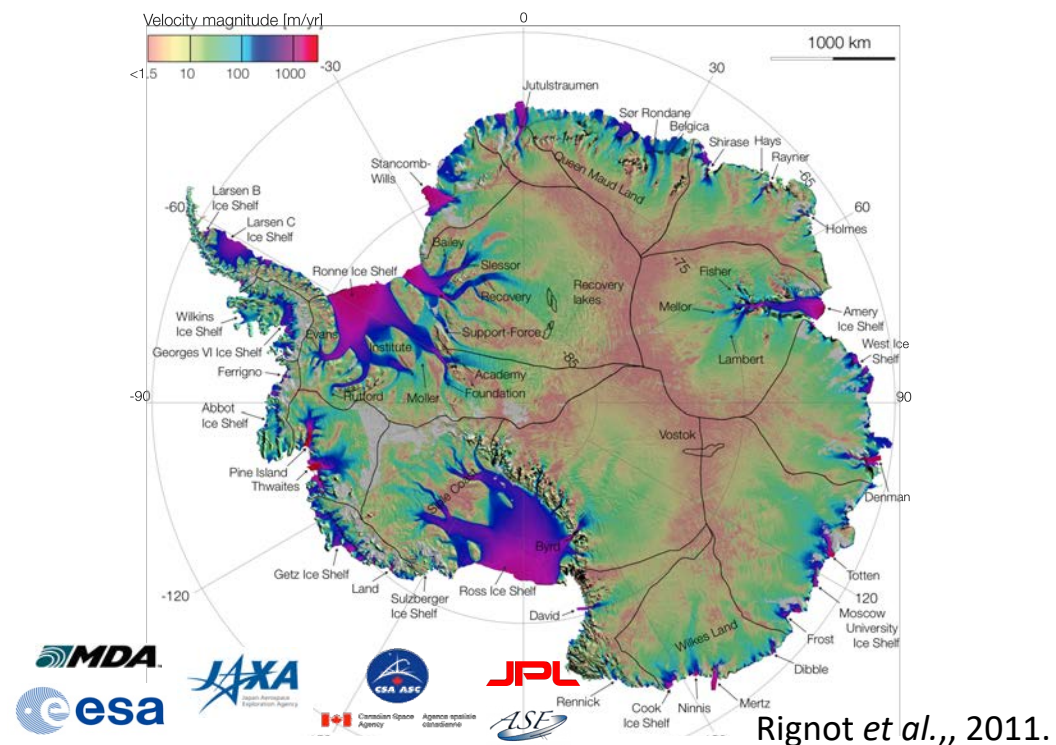 Velocity magnitude [m/yr]
<1.5 10 100 1000
0
1000 km
-30
30
Jutulstraumen
Sør Rondane
Belgica
Shirase
Hays
Rayner
Queen Maud Land
-65
Stancomb-
Wills
Larsen B
Ice Shelf
-60
Larsen C
Ice Shelf
60
Holmes
Bailey
Slessor
Ronne Ice Shelf
Recovery
Recovery
lakes
-75
Fisher
Mellor
Amery
Ice Shelf
Wilkins
Ice Shelf
Evans
Support-Force
Institute
Georges VI Ice Shelf
West Ice
Shelf
Lambert
-85
Ferrigno
Academy
Foundation
Rutford
Moller
-90
90
Abbot
Ice Shelf
Vostok
Pine Island
Thwaites
Denman
Byrd
Getz Ice Shelf
Land
Sulzberger
Ice Shelf
Ross Ice Shelf
-120
David
Totten
120
Moscow
University
Ice Shelf
Wilkes Land
Frost
Dibble
Mertz
Ninnis
Cook
Ice Shelf
Rennick
MDA
JAXA
Japan Aerospace
Exploration Agency
CSA ASC
JPL
esa
Canadian Space
Agency
Agence spatiale
canadienne
ASF
Rignot et al.,, 2011.